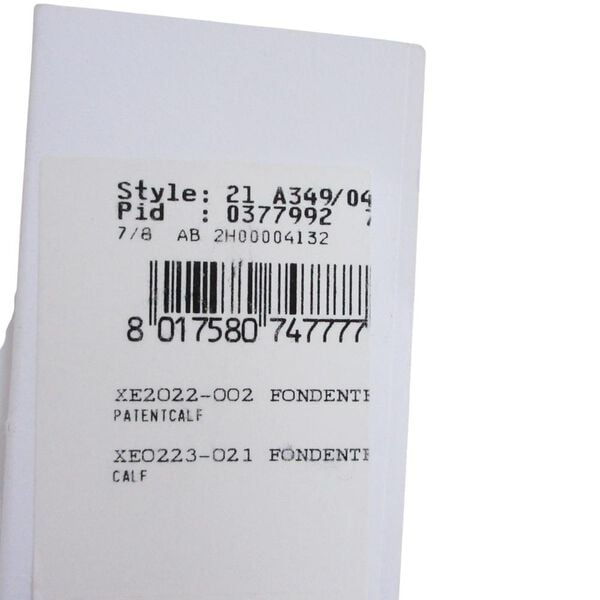 Style: 21 A349/04
Pid : 0377992
7/8 AB 2H00004132
8 017580 747777
XE2022-002 FONDENTE
PATENTCALF
XE0223-021 FONDENTE
CALF